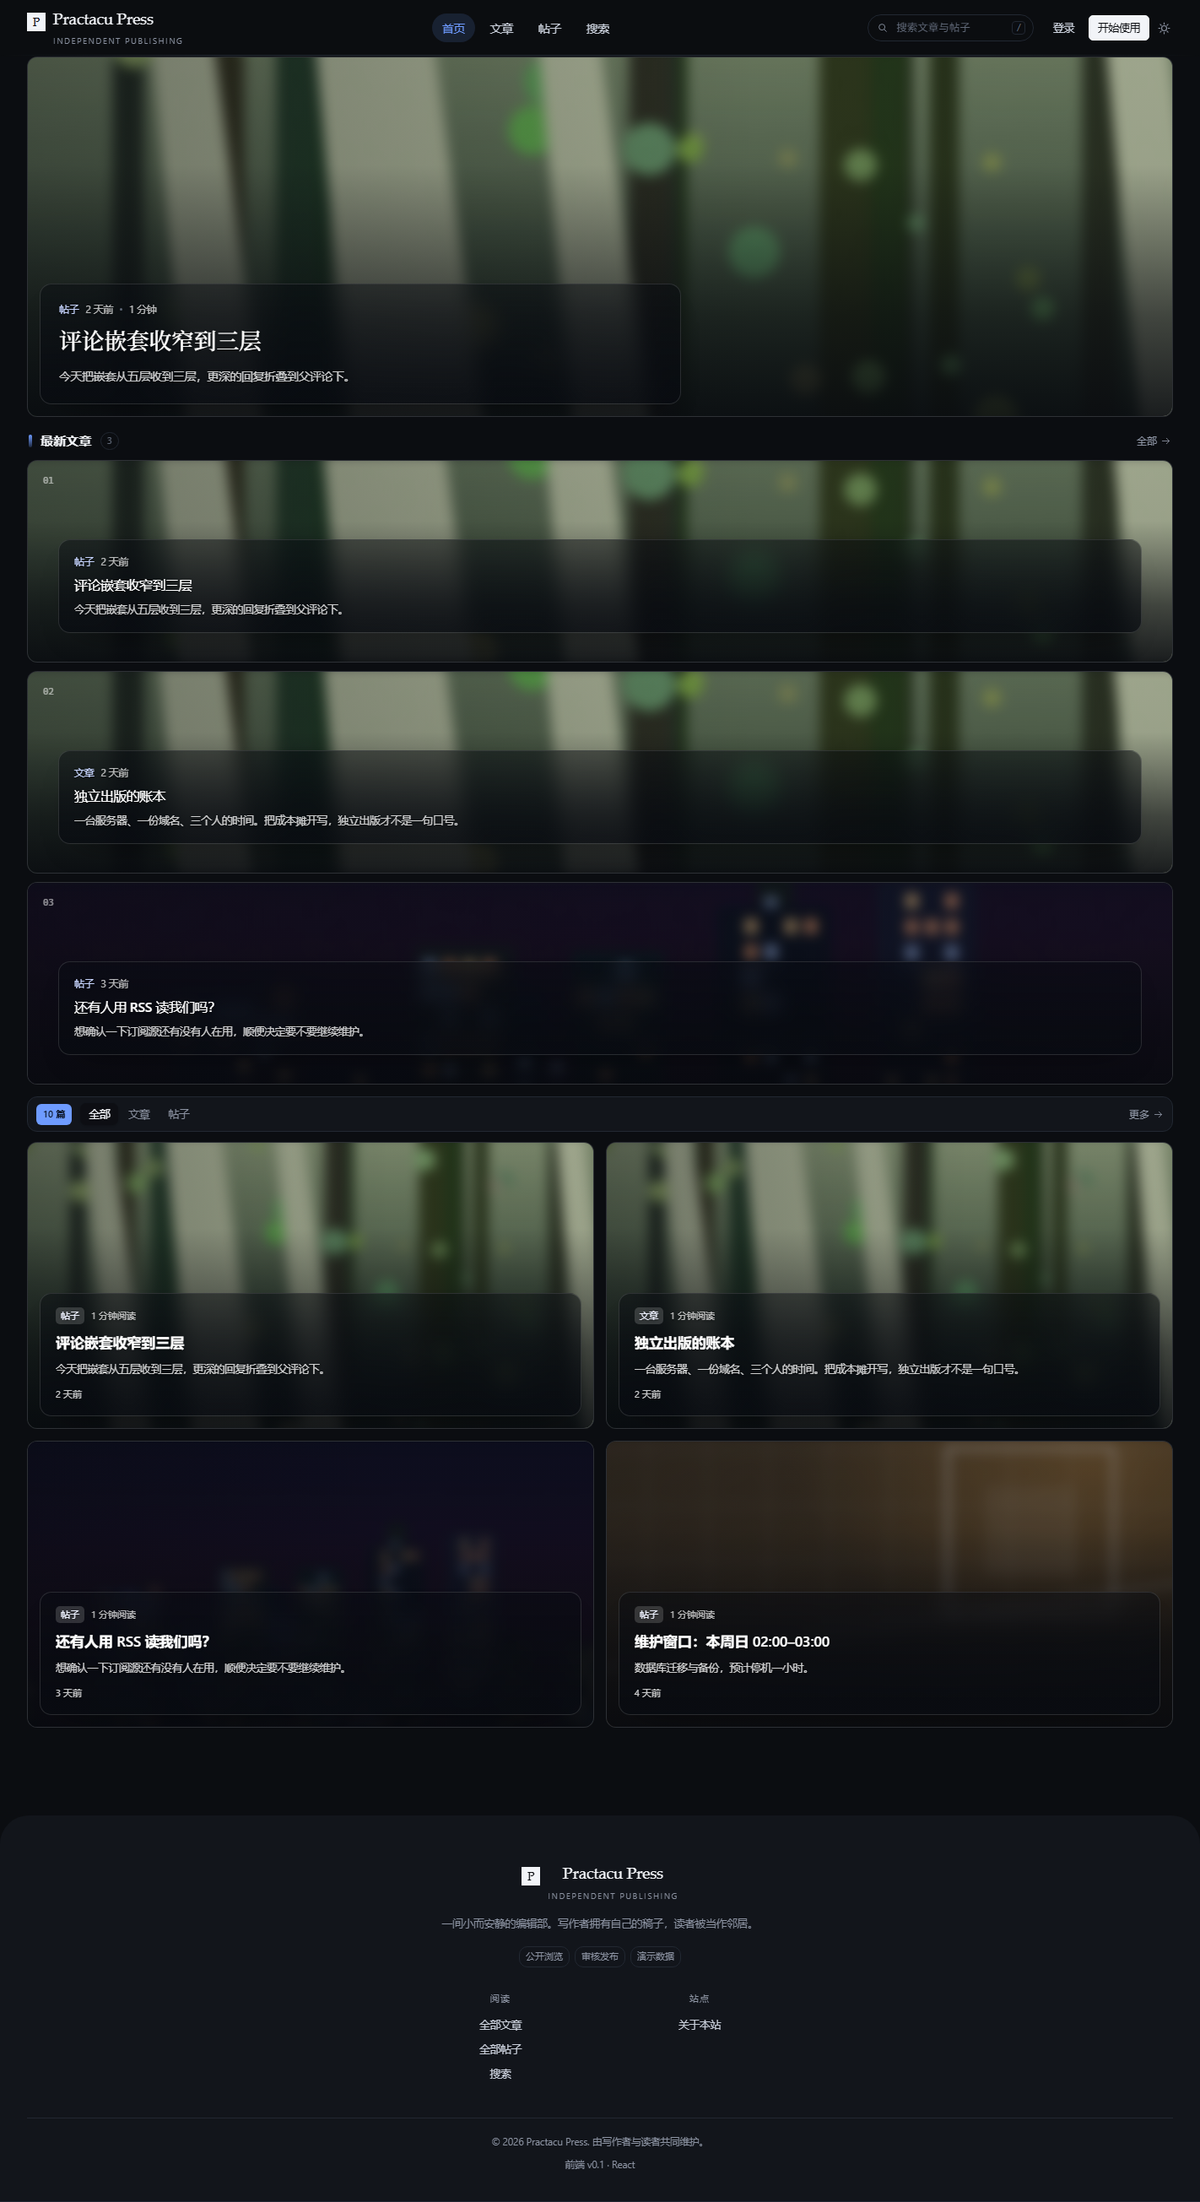 P Practacu Press
INDEPENDENT PUBLISHING
首页 文章 帖子 搜索
搜索文章与帖子 /
登录 开始使用
帖子 2 天前 · 1 分钟
评论嵌套收窄到三层
今天把嵌套从五层收到三层，更深的回复折叠到父评论下。
最新文章 3
全部 →
01
帖子 2 天前
评论嵌套收窄到三层
今天把嵌套从五层收到三层，更深的回复折叠到父评论下。
02
文章 2 天前
独立出版的账本
一台服务器、一份域名、三个人的时间。把成本摊开写，独立出版才不是一句口号。
03
帖子 3 天前
还有人用 RSS 读我们吗？
想确认一下订阅源还有没有人在用，顺便决定要不要继续维护。
10 篇 全部 文章 帖子
更多 →
帖子 1 分钟阅读
评论嵌套收窄到三层
今天把嵌套从五层收到三层，更深的回复折叠到父评论下。
2 天前
文章 1 分钟阅读
独立出版的账本
一台服务器、一份域名、三个人的时间。把成本摊开写，独立出版才不是一句口号。
2 天前
帖子 1 分钟阅读
还有人用 RSS 读我们吗？
想确认一下订阅源还有没有人在用，顺便决定要不要继续维护。
3 天前
帖子 1 分钟阅读
维护窗口：本周日 02:00–03:00
数据库迁移与备份，预计停机一小时。
4 天前
P Practacu Press
INDEPENDENT PUBLISHING
一间小而安静的编辑部。写作者拥有自己的稿子，读者被当作邻居。
公开浏览 审核发布 演示数据
阅读
全部文章
全部帖子
搜索
站点
关于本站
© 2026 Practacu Press. 由写作者与读者共同维护。
前端 v0.1 · React